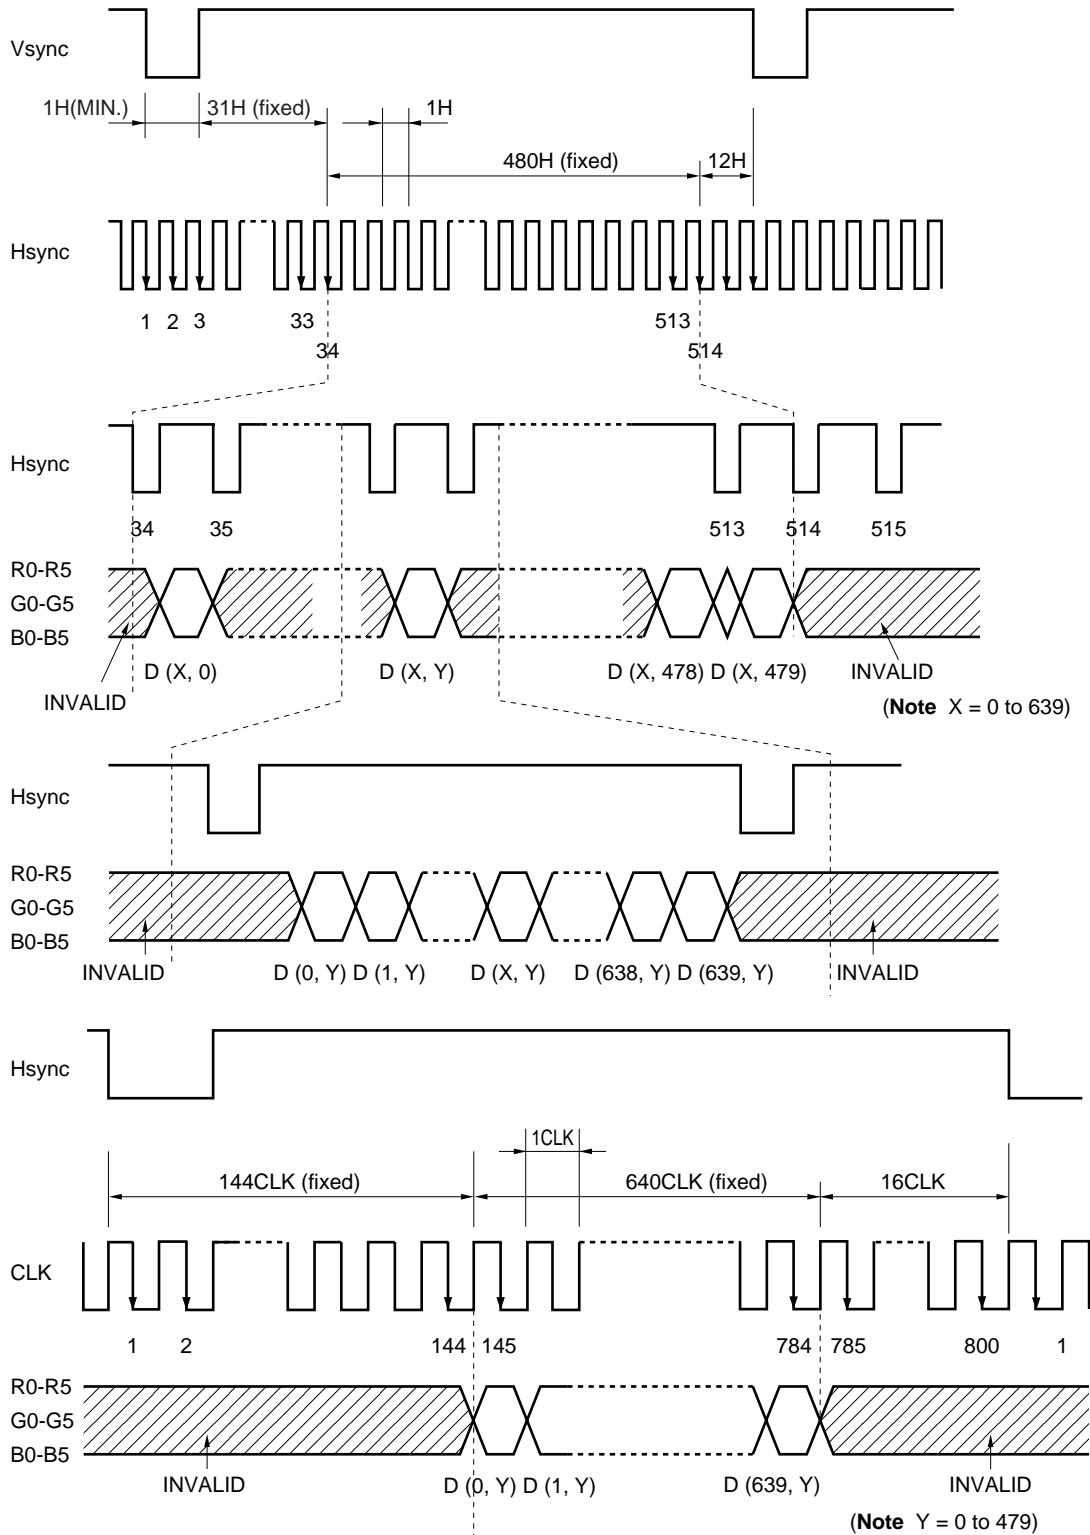 Vsync
1H(MIN.) 31H (fixed) 1H
480H (fixed) 12H
Hsync
1 2 3 33 513
34 514
Hsync
34 35 513 514 515
R0-R5
G0-G5
B0-B5
D (X, 0) D (X, Y) D (X, 478) D (X, 479) INVALID
INVALID
(Note X = 0 to 639)
Hsync
R0-R5
G0-G5
B0-B5
INVALID D (0, Y) D (1, Y) D (X, Y) D (638, Y) D (639, Y) INVALID
Hsync
1CLK
144CLK (fixed) 640CLK (fixed) 16CLK
CLK
1 2 144 145 784 785 800 1
R0-R5
G0-G5
B0-B5
INVALID D (0, Y) D (1, Y) D (639, Y) INVALID
(Note Y = 0 to 479)